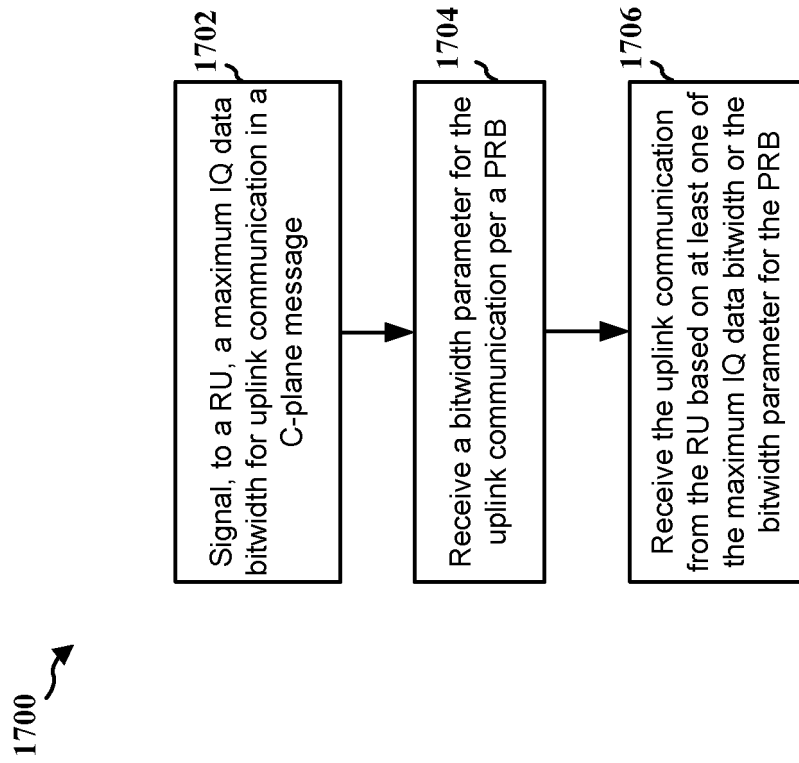 1700
1702
Signal, to a RU, a maximum IQ data
bitwidth for uplink communication in a
C-plane message
1704
Receive a bitwidth parameter for the
uplink communication per a PRB
1706
Receive the uplink communication
from the RU based on at least one of
the maximum IQ data bitwidth or the
bitwidth parameter for the PRB